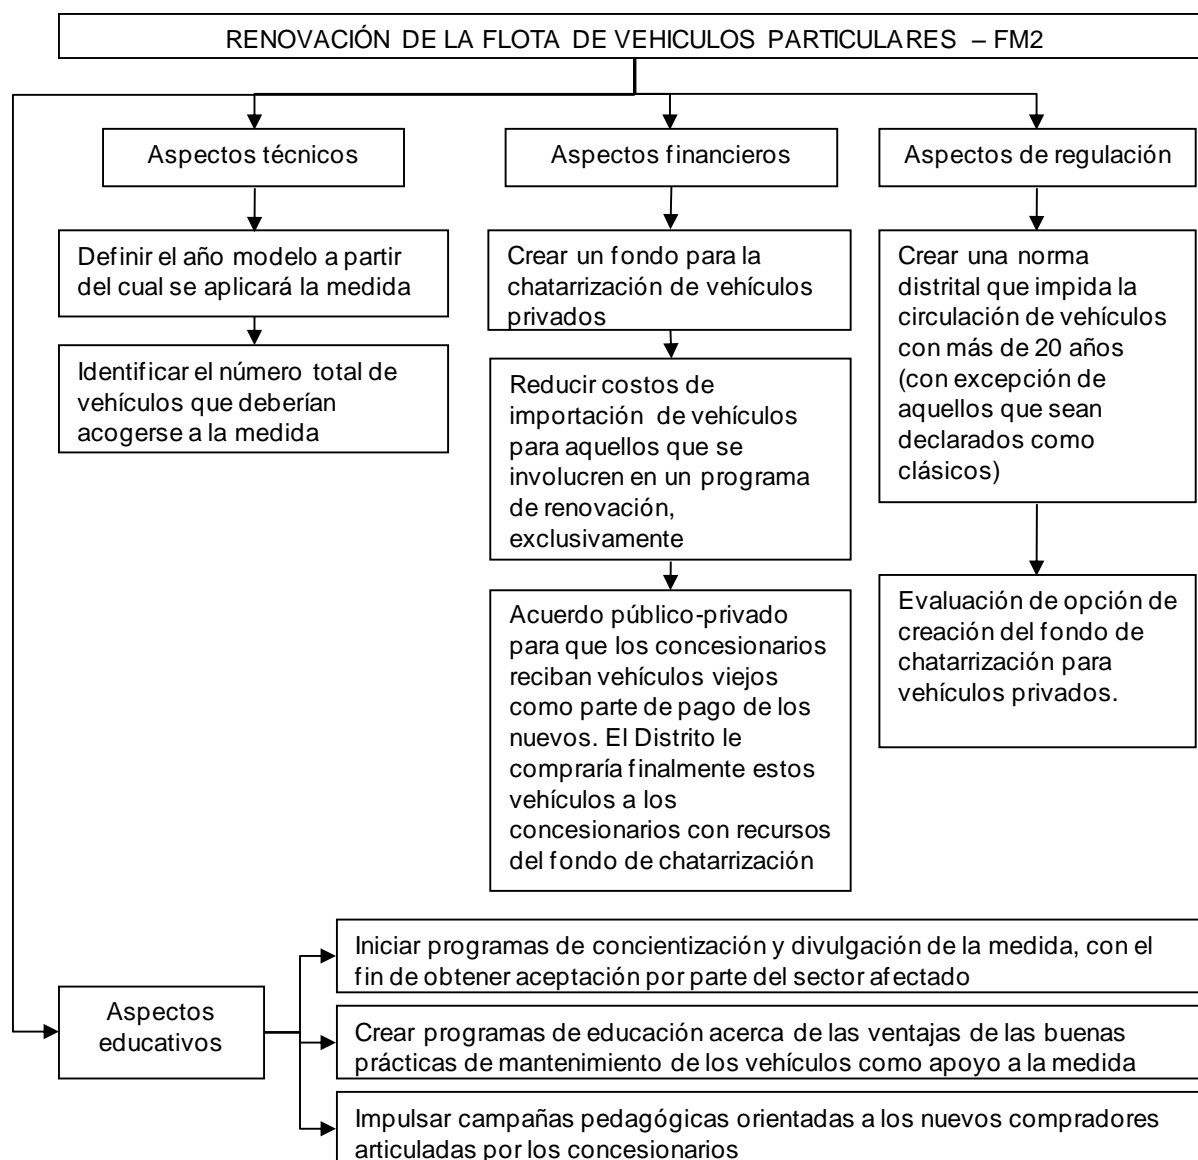 RENOVACIÓN DE LA FLOTA DE VEHICULOS PARTICULARES – FM2
Aspectos técnicos
Definir el año modelo a partir
del cual se aplicará la medida
Identificar el número total de
vehículos que deberían
acogerse a la medida
Aspectos financieros
Crear un fondo para la
chatarrización de vehículos
privados
Reducir costos de
importación de vehículos
para aquellos que se
involucren en un programa
de renovación,
exclusivamente
Acuerdo público-privado
para que los concesionarios
reciban vehículos viejos
como parte de pago de los
nuevos. El Distrito le
compraría finalmente estos
vehículos a los
concesionarios con recursos
del fondo de chatarrización
Aspectos de regulación
Crear una norma
distrital que impida la
circulación de vehículos
con más de 20 años
(con excepción de
aquellos que sean
declarados como
clásicos)
Evaluación de opción de
creación del fondo de
chatarrización para
vehículos privados.
Aspectos
educativos
Iniciar programas de concientización y divulgación de la medida, con el
fin de obtener aceptación por parte del sector afectado
Crear programas de educación acerca de las ventajas de las buenas
prácticas de mantenimiento de los vehículos como apoyo a la medida
Impulsar campañas pedagógicas orientadas a los nuevos compradores
articuladas por los concesionarios